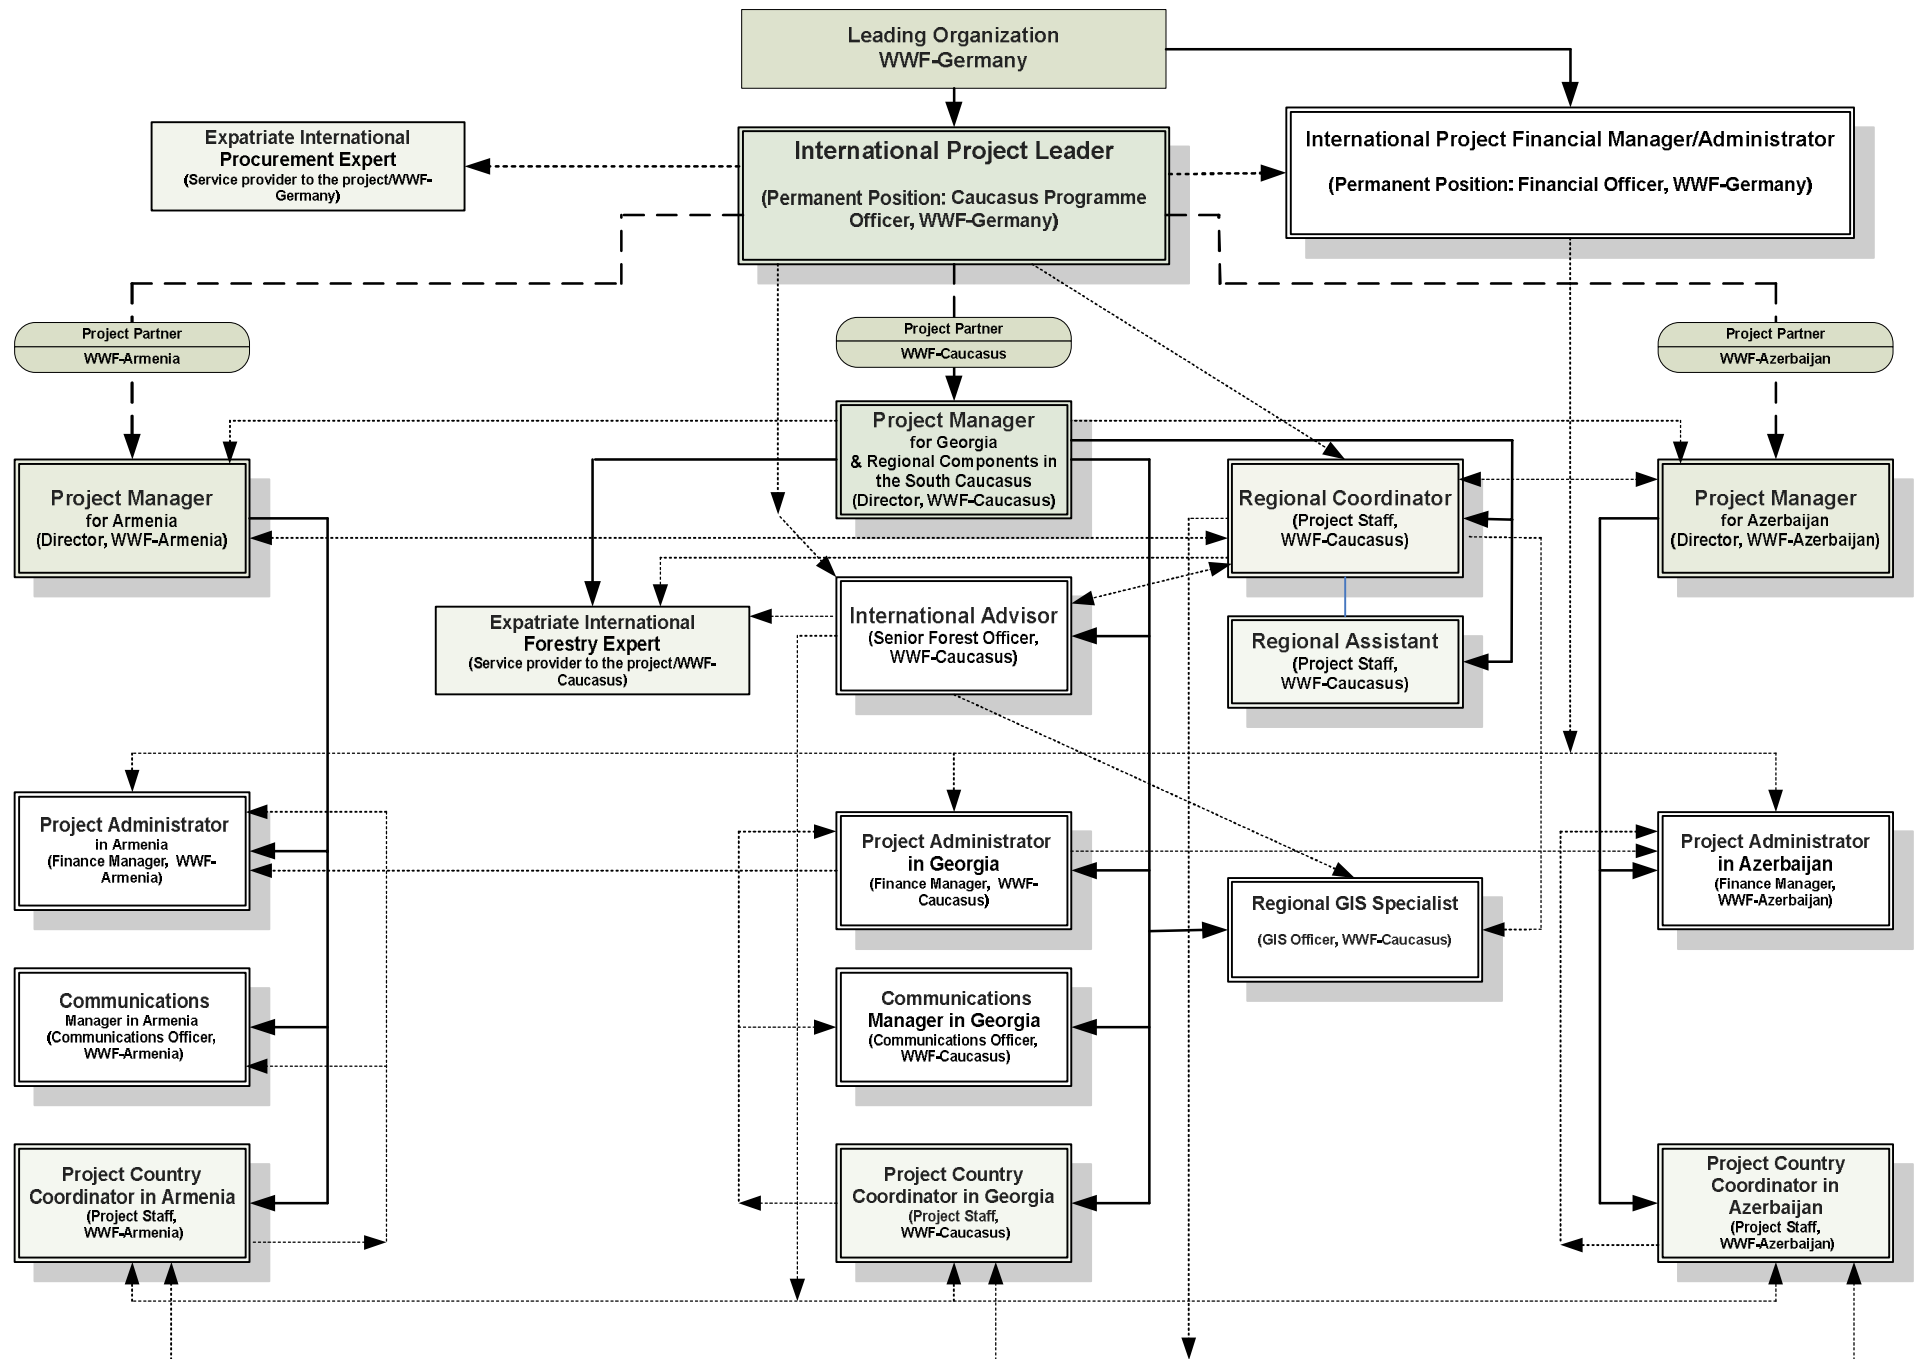 Leading Organization
WWF-Germany
Expatriate International
Procurement Expert
(Service provider to the project/WWF-
Germany)
International Project Leader
(Permanent Position: Caucasus Programme
Officer, WWF-Germany)
International Project Financial Manager/Administrator
(Permanent Position: Financial Officer, WWF-Germany)
Project Partner
WWF-Armenia
Project Partner
WWF-Caucasus
Project Partner
WWF-Azerbaijan
Project Manager
for Armenia
(Director, WWF-Armenia)
Project Manager
for Georgia
& Regional Components in
the South Caucasus
(Director, WWF-Caucasus)
Regional Coordinator
(Project Staff,
WWF-Caucasus)
Project Manager
for Azerbaijan
(Director, WWF-Azerbaijan)
Expatriate International
Forestry Expert
(Service provider to the project/WWF-
Caucasus)
International Advisor
(Senior Forest Officer,
WWF-Caucasus)
Regional Assistant
(Project Staff,
WWF-Caucasus)
Project Administrator
in Armenia
(Finance Manager, WWF-
Armenia)
Project Administrator
in Georgia
(Finance Manager, WWF-
Caucasus)
Regional GIS Specialist
(GIS Officer, WWF-Caucasus)
Project Administrator
in Azerbaijan
(Finance Manager,
WWF-Azerbaijan)
Communications
Manager in Armenia
(Communications Officer,
WWF-Armenia)
Communications
Manager in Georgia
(Communications Officer,
WWF-Caucasus)
Project Country
Coordinator in Armenia
(Project Staff,
WWF-Armenia)
Project Country
Coordinator in Georgia
(Project Staff,
WWF-Caucasus)
Project Country
Coordinator in
Azerbaijan
(Project Staff,
WWF-Azerbaijan)